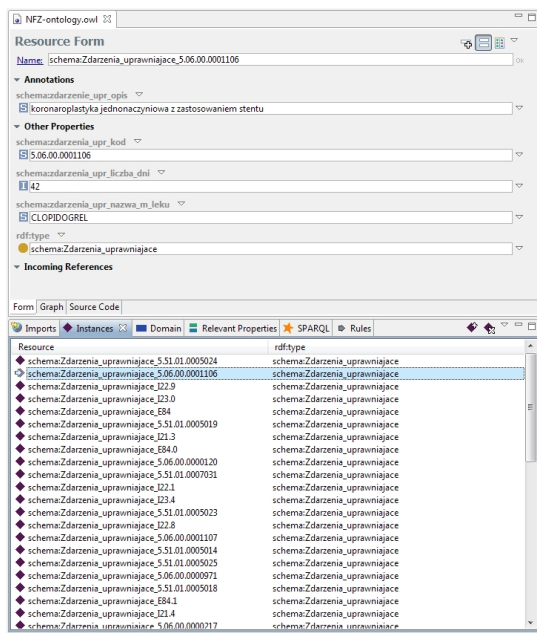 NFZ-ontology.owl
Resource Form
Name: schema:Zdarzenia_uprawniajace_5.06.00.0001106
Annotations
schema:zdarzenie_upr_opis
S koronaroplastyka jednonaczyniowa z zastosowaniem stentu
Other Properties
schema:zdarzenia_upr_kod
S 5.06.00.0001106
schema:zdarzenia_upr_liczba_dni
I 42
schema:zdarzenia_upr_nazwa_m_leku
S CLOPIDOGREL
rdf:type
schema:Zdarzenia_uprawniajace
Incoming References
Form Graph Source Code
Imports Instances Domain Relevant Properties SPARQL Rules
Resource rdf:type
schema:Zdarzenia_uprawniajace_5.51.01.0005024 schema:Zdarzenia_uprawniajace
schema:Zdarzenia_uprawniajace_5.06.00.0001106 schema:Zdarzenia_uprawniajace
schema:Zdarzenia_uprawniajace_I22.9 schema:Zdarzenia_uprawniajace
schema:Zdarzenia_uprawniajace_I23.0 schema:Zdarzenia_uprawniajace
schema:Zdarzenia_uprawniajace_E84 schema:Zdarzenia_uprawniajace
schema:Zdarzenia_uprawniajace_5.51.01.0005019 schema:Zdarzenia_uprawniajace
schema:Zdarzenia_uprawniajace_I21.3 schema:Zdarzenia_uprawniajace
schema:Zdarzenia_uprawniajace_E84.0 schema:Zdarzenia_uprawniajace
schema:Zdarzenia_uprawniajace_5.06.00.0000120 schema:Zdarzenia_uprawniajace
schema:Zdarzenia_uprawniajace_5.51.01.0007031 schema:Zdarzenia_uprawniajace
schema:Zdarzenia_uprawniajace_I22.1 schema:Zdarzenia_uprawniajace
schema:Zdarzenia_uprawniajace_I23.4 schema:Zdarzenia_uprawniajace
schema:Zdarzenia_uprawniajace_5.51.01.0005023 schema:Zdarzenia_uprawniajace
schema:Zdarzenia_uprawniajace_I22.8 schema:Zdarzenia_uprawniajace
schema:Zdarzenia_uprawniajace_5.06.00.0001107 schema:Zdarzenia_uprawniajace
schema:Zdarzenia_uprawniajace_5.51.01.0005014 schema:Zdarzenia_uprawniajace
schema:Zdarzenia_uprawniajace_5.51.01.0005025 schema:Zdarzenia_uprawniajace
schema:Zdarzenia_uprawniajace_5.06.00.0000971 schema:Zdarzenia_uprawniajace
schema:Zdarzenia_uprawniajace_5.51.01.0005018 schema:Zdarzenia_uprawniajace
schema:Zdarzenia_uprawniajace_E84.1 schema:Zdarzenia_uprawniajace
schema:Zdarzenia_uprawniajace_I21.4 schema:Zdarzenia_uprawniajace
schema:Zdarzenia_uprawniajace_5.06.00.0000217 schema:Zdarzenia_uprawniajace